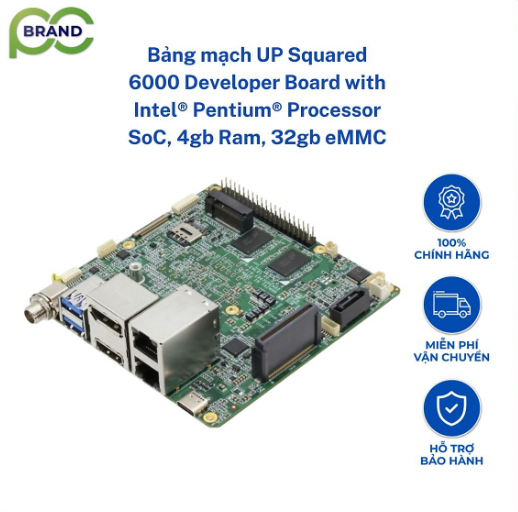 BRAND
PC
Bảng mạch UP Squared
6000 Developer Board with
Intel® Pentium® Processor
SoC, 4gb Ram, 32gb eMMC
100%
CHÍNH HÃNG
MIỄN PHÍ
VẬN CHUYỂN
HỖ TRỢ
BẢO HÀNH